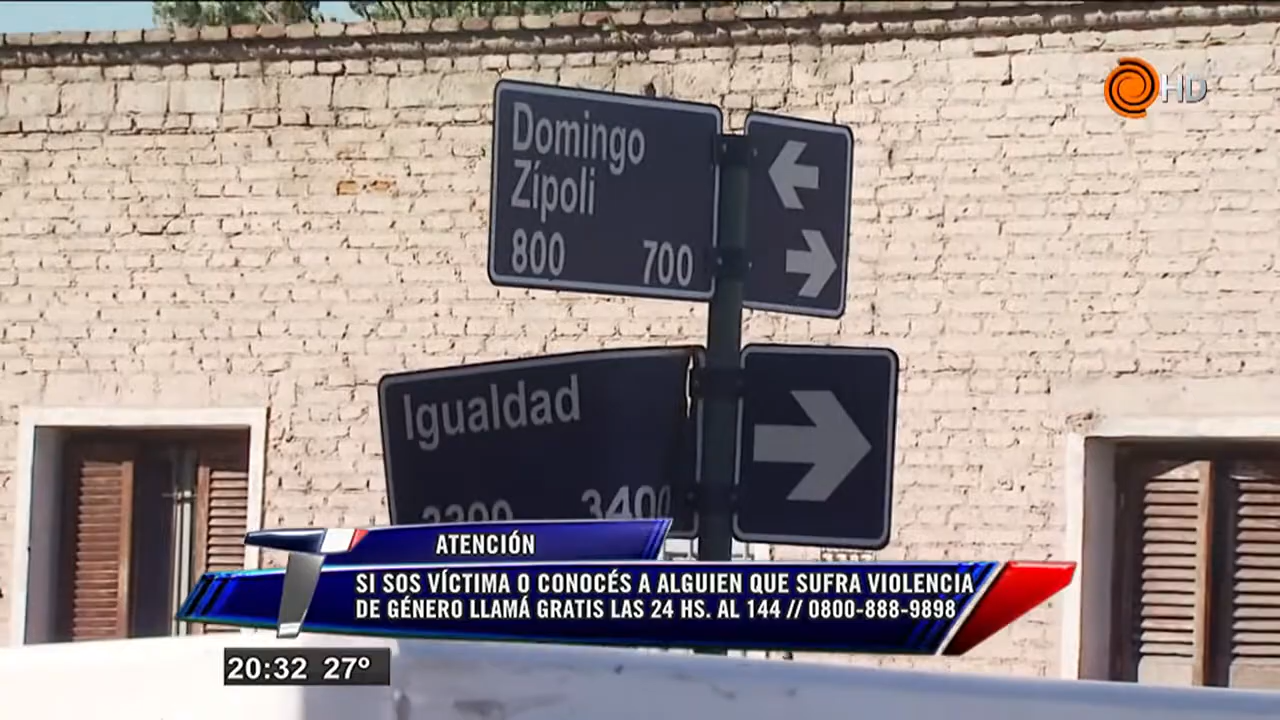 HD
Domingo
Zípoli
800 700
Igualdad
3400
ATENCIÓN
SI SOS VÍCTIMA O CONOCÉS A ALGUIEN QUE SUFRA VIOLENCIA
DE GÉNERO LLAMÁ GRATIS LAS 24 HS. AL 144 // 0800-888-9898
20:32 27º